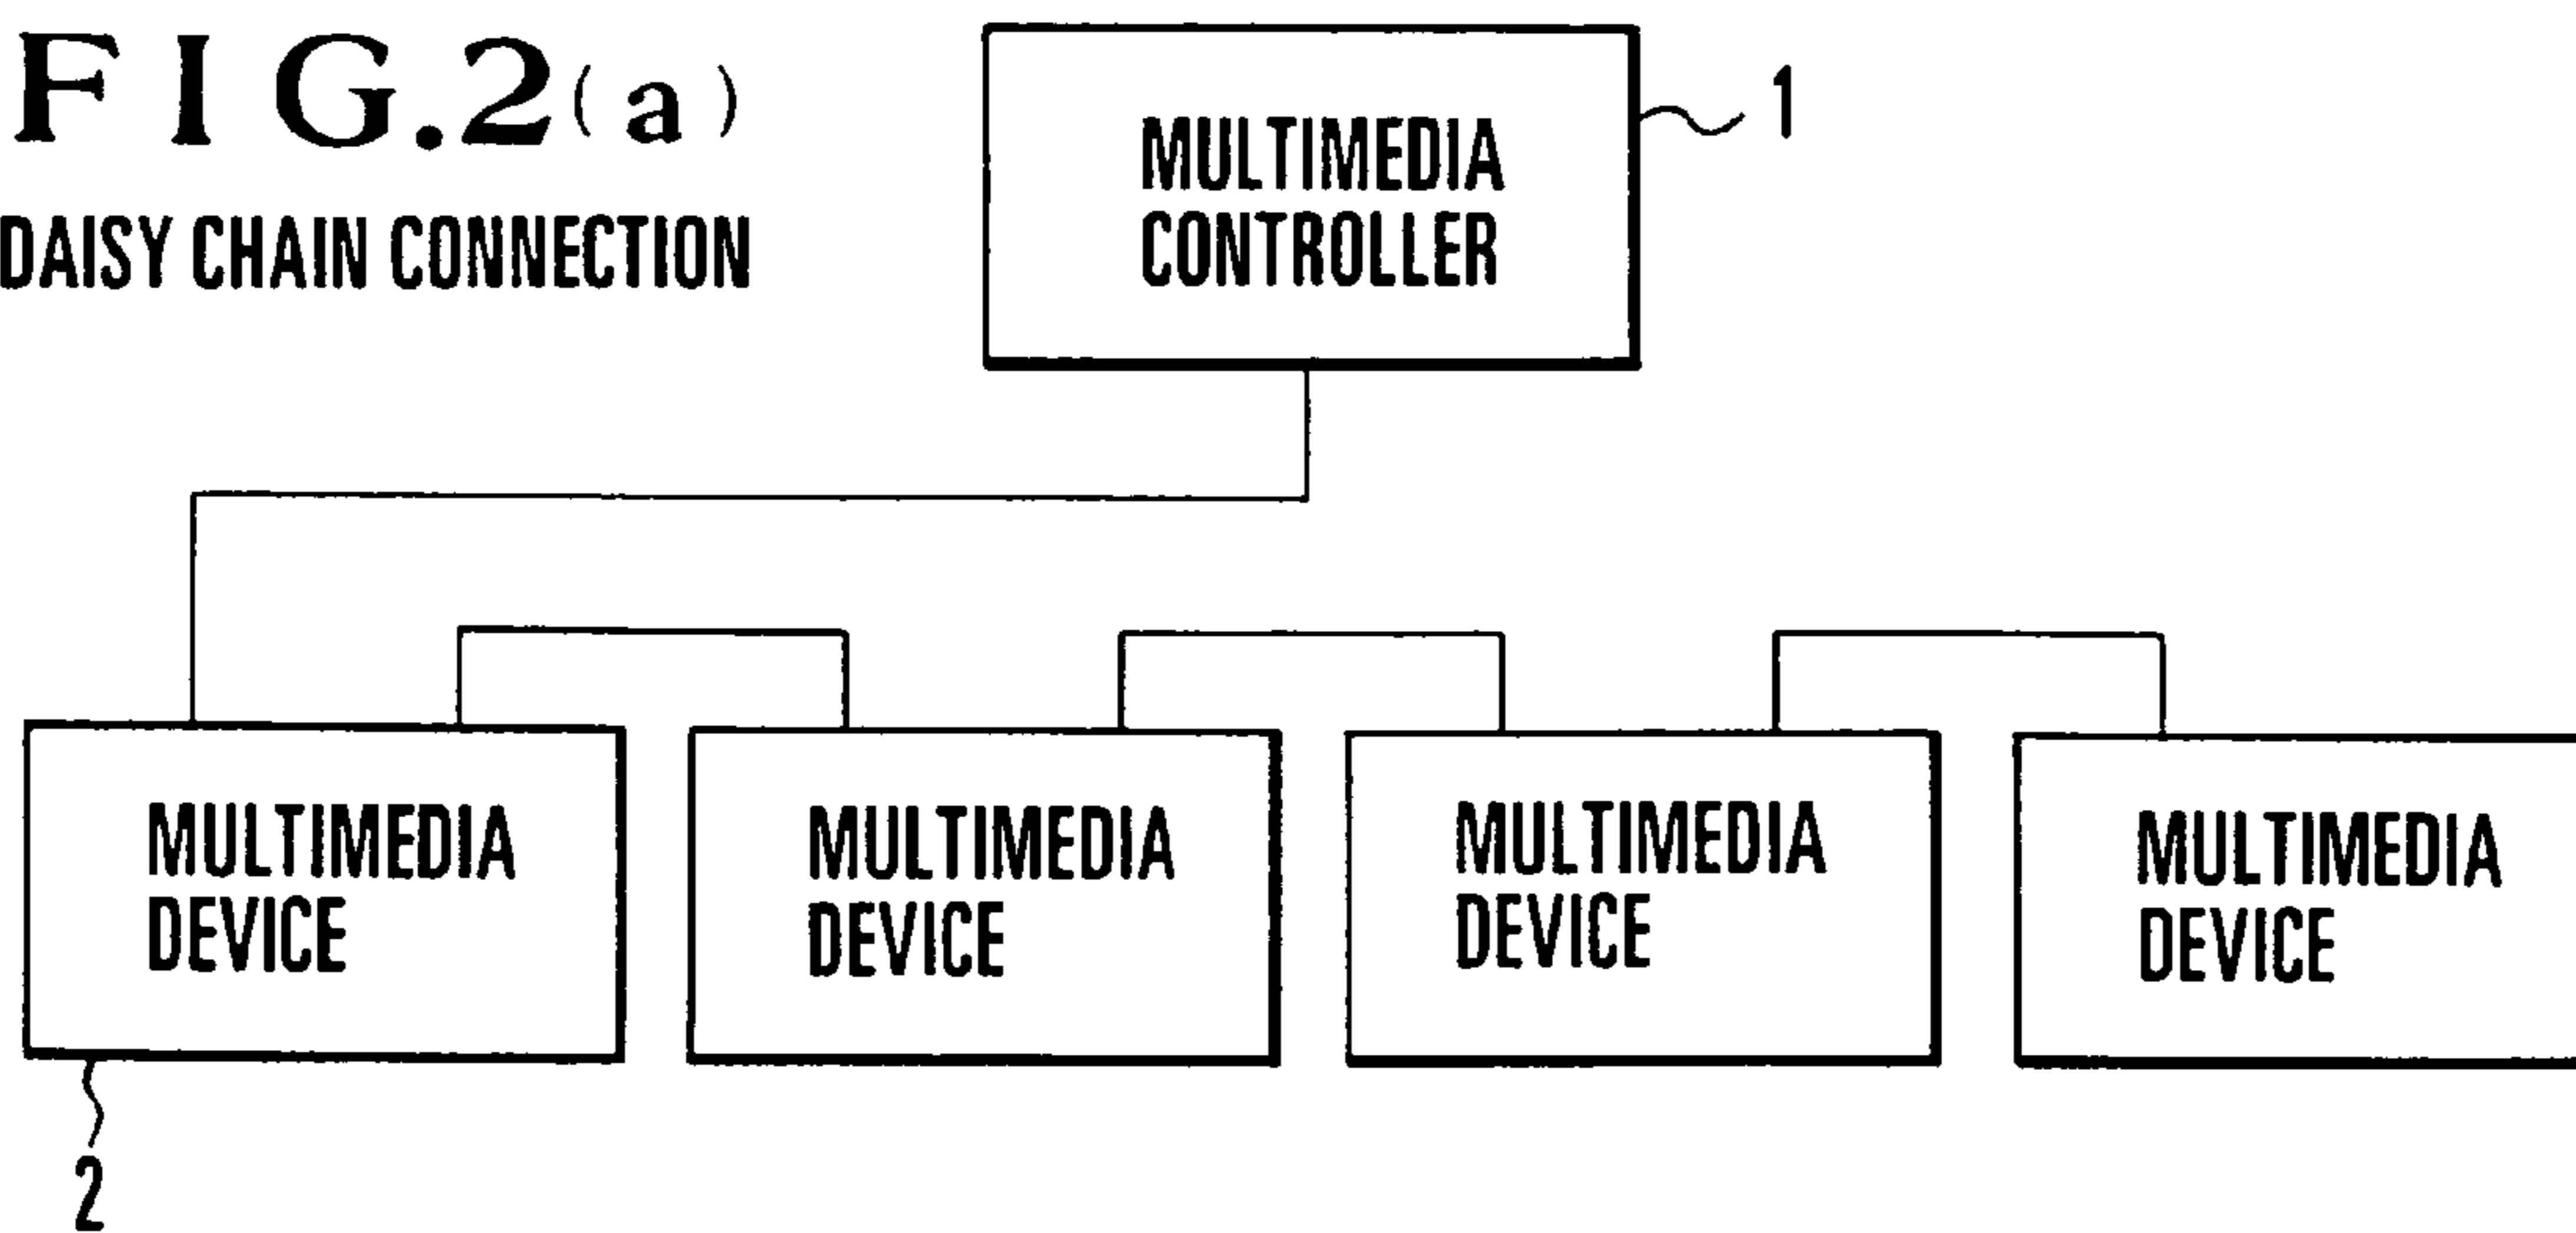 FIG.2(a)
DAISY CHAIN CONNECTION
MULTIMEDIA
CONTROLLER
1
MULTIMEDIA
DEVICE
MULTIMEDIA
DEVICE
MULTIMEDIA
DEVICE
MULTIMEDIA
DEVICE
2